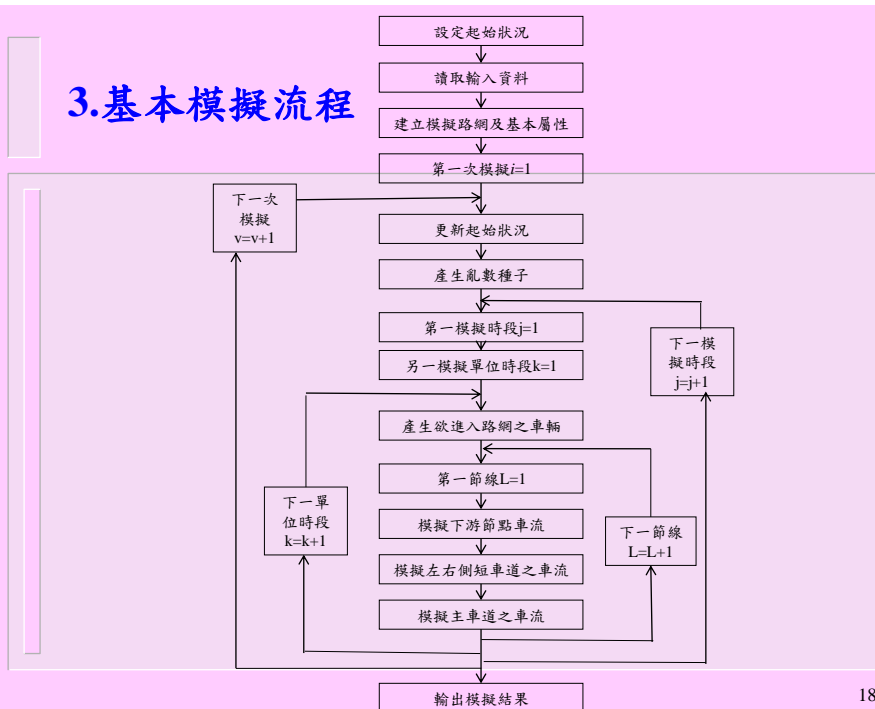 設定起始狀況
讀取輸入資料
3.基本模擬流程
建立模擬路網及基本屬性
第一次模擬i=1
下一次
模擬
v=v+1
更新起始狀況
產生亂數種子
第一模擬時段j=1
下一模
擬時段
j=j+1
另一模擬單位時段k=1
產生欲進入路網之車輛
第一節線L=1
下一單
位時段
k=k+1
模擬下游節點車流
下一節線
L=L+1
模擬左右側短車道之車流
模擬主車道之車流
輸出模擬結果
18